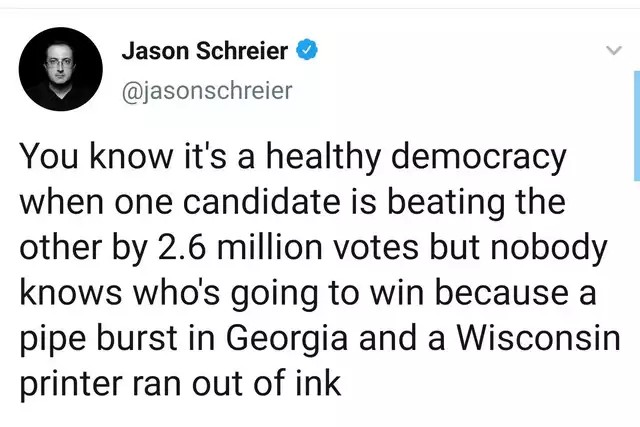 Jason Schreier
@jasonschreier
You know it's a healthy democracy
when one candidate is beating the
other by 2.6 million votes but nobody
knows who's going to win because a
pipe burst in Georgia and a Wisconsin
printer ran out of ink